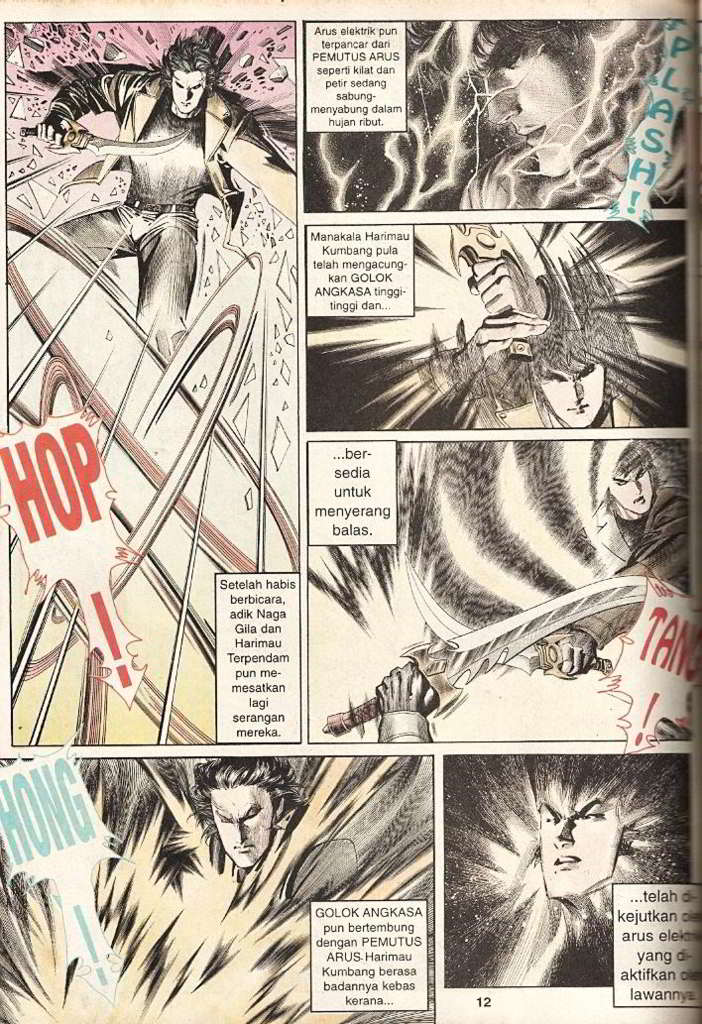 HOP
!
Setelah habis
berbicara,
adik Naga
Gila dan
Harimau
Terpendam
pun me-
mesatkan
lagi
serangan
mereka.
Arus elektrik pun
terpancar dari
PEMUTUS ARUS
seperti kilat dan
petir sedang
sabung-
menyabung dalam
hujan ribut.
PLASH!
Manakala Harimau
Kumbang pula
telah mengacung-
kan GOLOK
ANGKASA tinggi-
tinggi dan...
...ber-
sedia
untuk
menyerang
balas.
TANG
!
HONG
!
GOLOK ANGKASA
pun bertembung
dengan PEMUTUS
ARUS. Harimau
Kumbang berasa
badannya kebas
kerana...
...telah di-
kejutkan
arus
yang di-
aktifkan
lawannya.
12